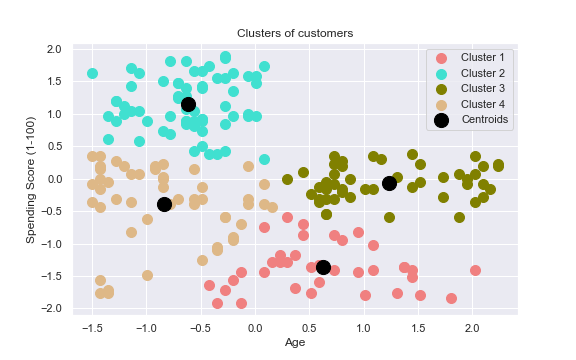 Clusters of customers
Cluster 1
Cluster 2
Cluster 3
Cluster 4
Centroids
Spending Score (1-100)
2.0
1.5
1.0
0.5
0.0
−0.5
−1.0
−1.5
−2.0
−1.5 −1.0 −0.5 0.0 0.5 1.0 1.5 2.0
Age